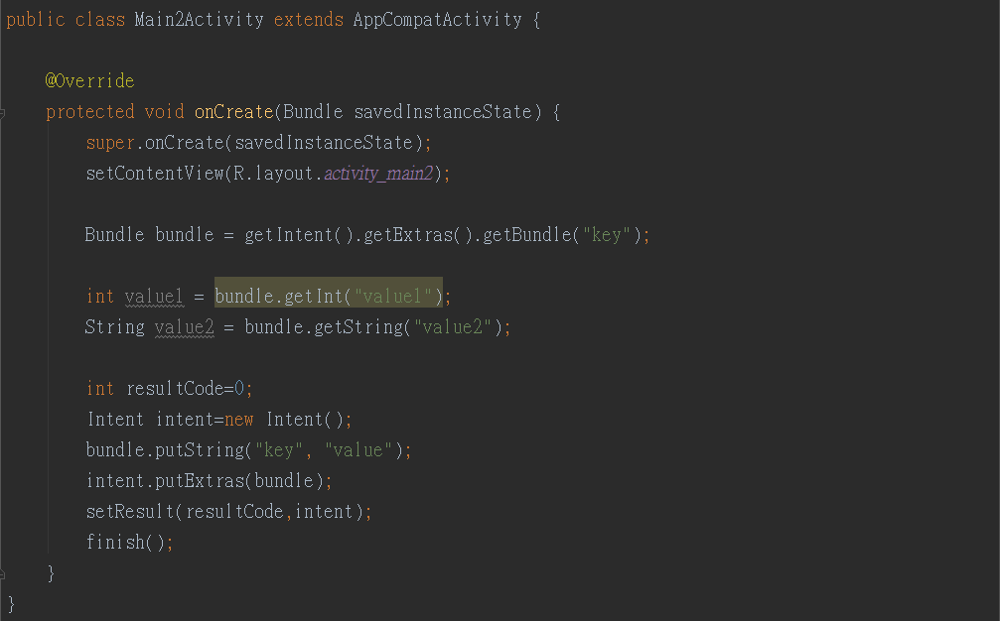 public class Main2Activity extends AppCompatActivity {
@Override
protected void onCreate(Bundle savedInstanceState) {
super.onCreate(savedInstanceState);
setContentView(R.layout.activity_main2);
Bundle bundle = getIntent().getExtras().getBundle("key");
int value1 = bundle.getInt("value1");
String value2 = bundle.getString("value2");
int resultCode=0;
Intent intent=new Intent();
bundle.putString("key", "value");
intent.putExtras(bundle);
setResult(resultCode,intent);
finish();
}
}